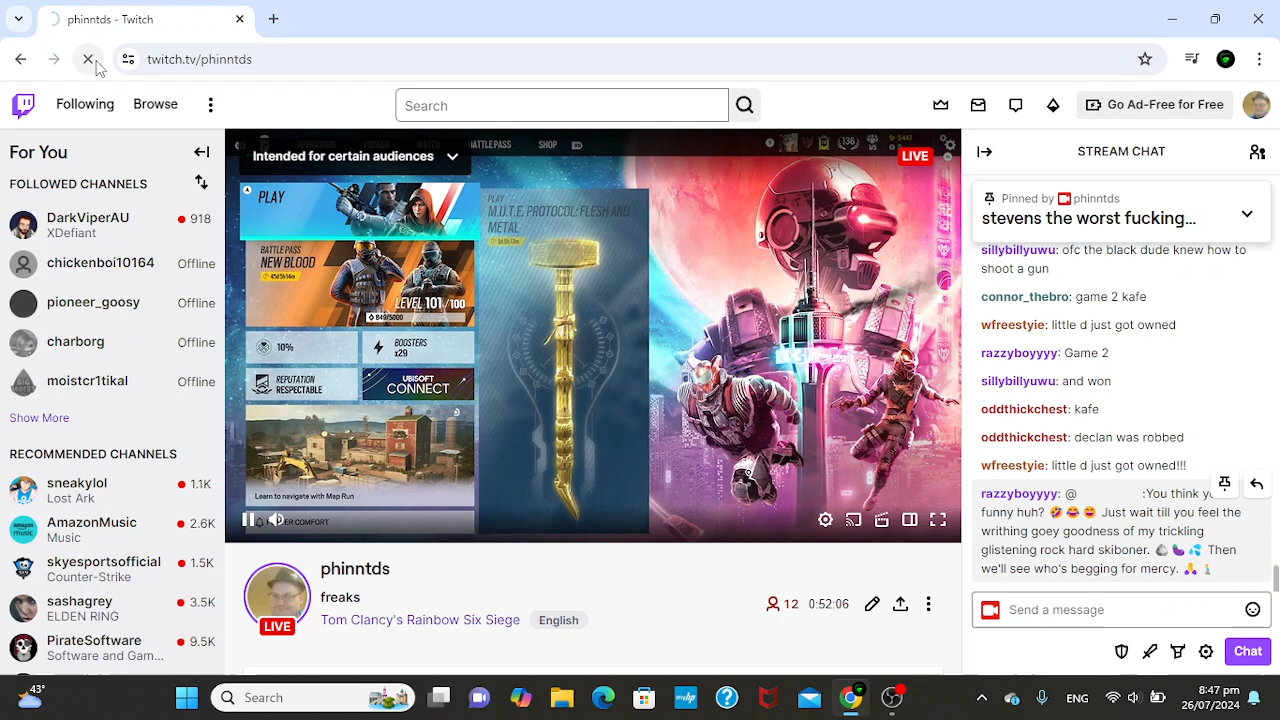 phinntds - Twitch
twitch.tv/phinntds
Following Browse
Search
Go Ad-Free for Free
For You
FOLLOWED CHANNELS
DarkViperAU 918
XDefiant
chickenboi10164 Offline
pioneer_goosy Offline
charborg Offline
moistcr1tikal Offline
Show More
RECOMMENDED CHANNELS
sneakylol 1.1K
Lost Ark
AmazonMusic 2.6K
Music
skyesportsofficial 1.5K
Counter-Strike
sashagrey 3.5K
ELDEN RING
PirateSoftware 9.5K
Software and Gam...
OPERATORS LOCKER WATCH BATTLE PASS SHOP
136
Intended for certain audiences
LIVE
PLAY
BATTLE PASS
NEW BLOOD
45d5h14m
LEVEL 101/100
849/5000
10%
BOOSTERS
x29
REPUTATION
RESPECTABLE
UBISOFT
CONNECT
Learn to navigate with Map Run
COMFORT
PLAY
M.U.T.E. PROTOCOL: FLESH AND
METAL
5d5h13m
phinntds
freaks
Tom Clancy's Rainbow Six Siege English
LIVE
12 0:52:06
STREAM CHAT
Pinned by phinntds
stevens the worst fucking...
sillybillyuwu: ofc the black dude knew how to
shoot a gun
connor_thebro: game 2 kafe
wfreestyie: little d just got owned
razzyboyyyy: Game 2
sillybillyuwu: and won
oddthickchest: kafe
oddthickchest: declan was robbed
wfreestyie: little d just got owned!!!
razzyboyyyy: @ :You think
funny huh? 🤣😂😄 Just wait till you feel the
writhing goey goodness of my trickling
glistening rock hard skiboner. 🪨🍆💦 Then
we'll see who's begging for mercy. 🙏🧎
Send a message
Chat
43°
Search
ENG
8:47 pm
26/07/2024